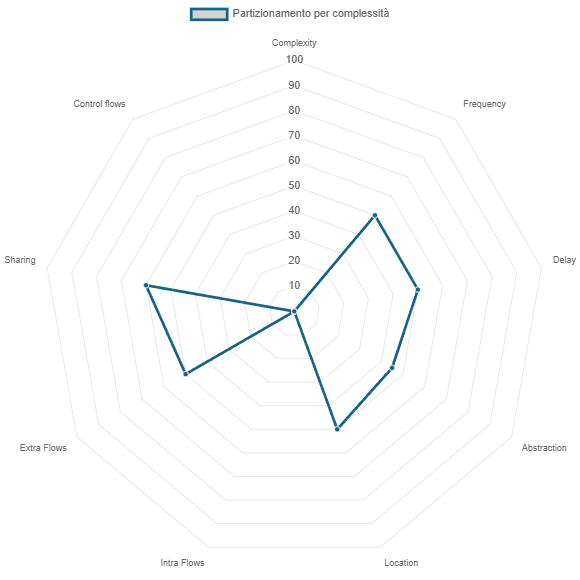 Partizionamento per complessità
Complexity
100
Control flows
Frequency
90
80
70
60
50
40
30
20
10
Sharing
Delay
Extra Flows
Abstraction
Intra Flows
Location